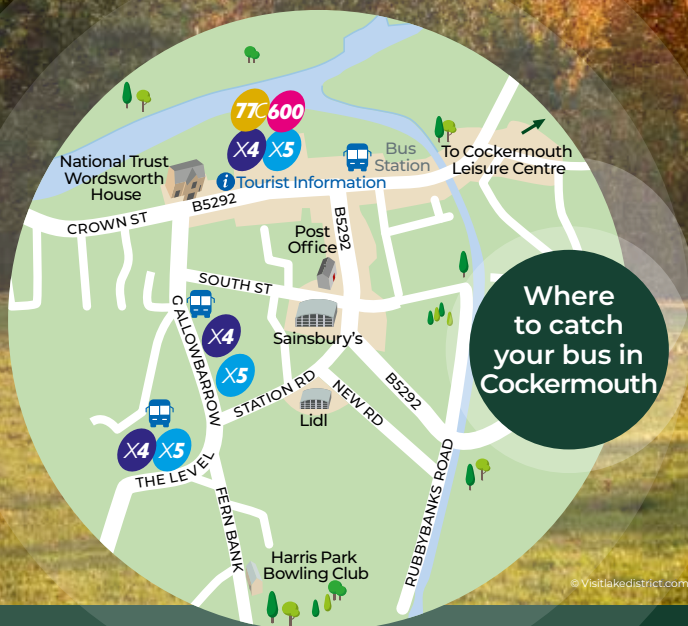 77C 600
X4 X5
Bus
Station
To Cockermouth
Leisure Centre
National Trust
Wordsworth
House
i Tourist Information
B5292
CROWN ST
B5292
Post
Office
SOUTH ST
Sainsbury's
GALLOWBARROW
X4
X5
STATION RD
Lidl
NEW RD
B5292
Where
to catch
your bus in
Cockermouth
X4 X5
THE LEVEL
FERN BANK
RUBBYBANKS ROAD
Harris Park
Bowling Club
© Visitlakedistrict.com